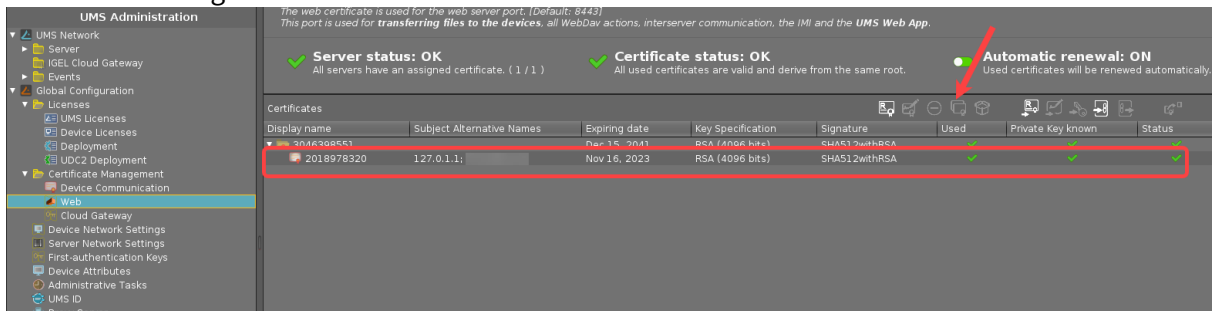 UMS Administration
UMS Network
Server
IGEL Cloud Gateway
Events
Global Configuration
Licenses
UMS Licenses
Device Licenses
Deployment
UDC2 Deployment
Certificate Management
Device Communication
Web
Cloud Gateway
Device Network Settings
Server Network Settings
First-authentication Keys
Device Attributes
Administrative Tasks
UMS ID
The web certificate is used for the web server port. [Default: 8443]
This port is used for transferring files to the devices, all WebDav actions, interserver communication, the IMI and the UMS Web App.
Server status: OK
All servers have an assigned certificate. ( 1 / 1 )
Certificate status: OK
All used certificates are valid and derive from the same root.
Automatic renewal: ON
Used certificates will be renewed automatically.
Certificates
Display name Subject Alternative Names Expiring date Key Specification Signature Used Private Key known Status
3046398551 Dec 15, 2041 RSA (4096 bits) SHA512withRSA
2018978320 127.0.1.1; Nov 16, 2023 RSA (4096 bits) SHA512withRSA